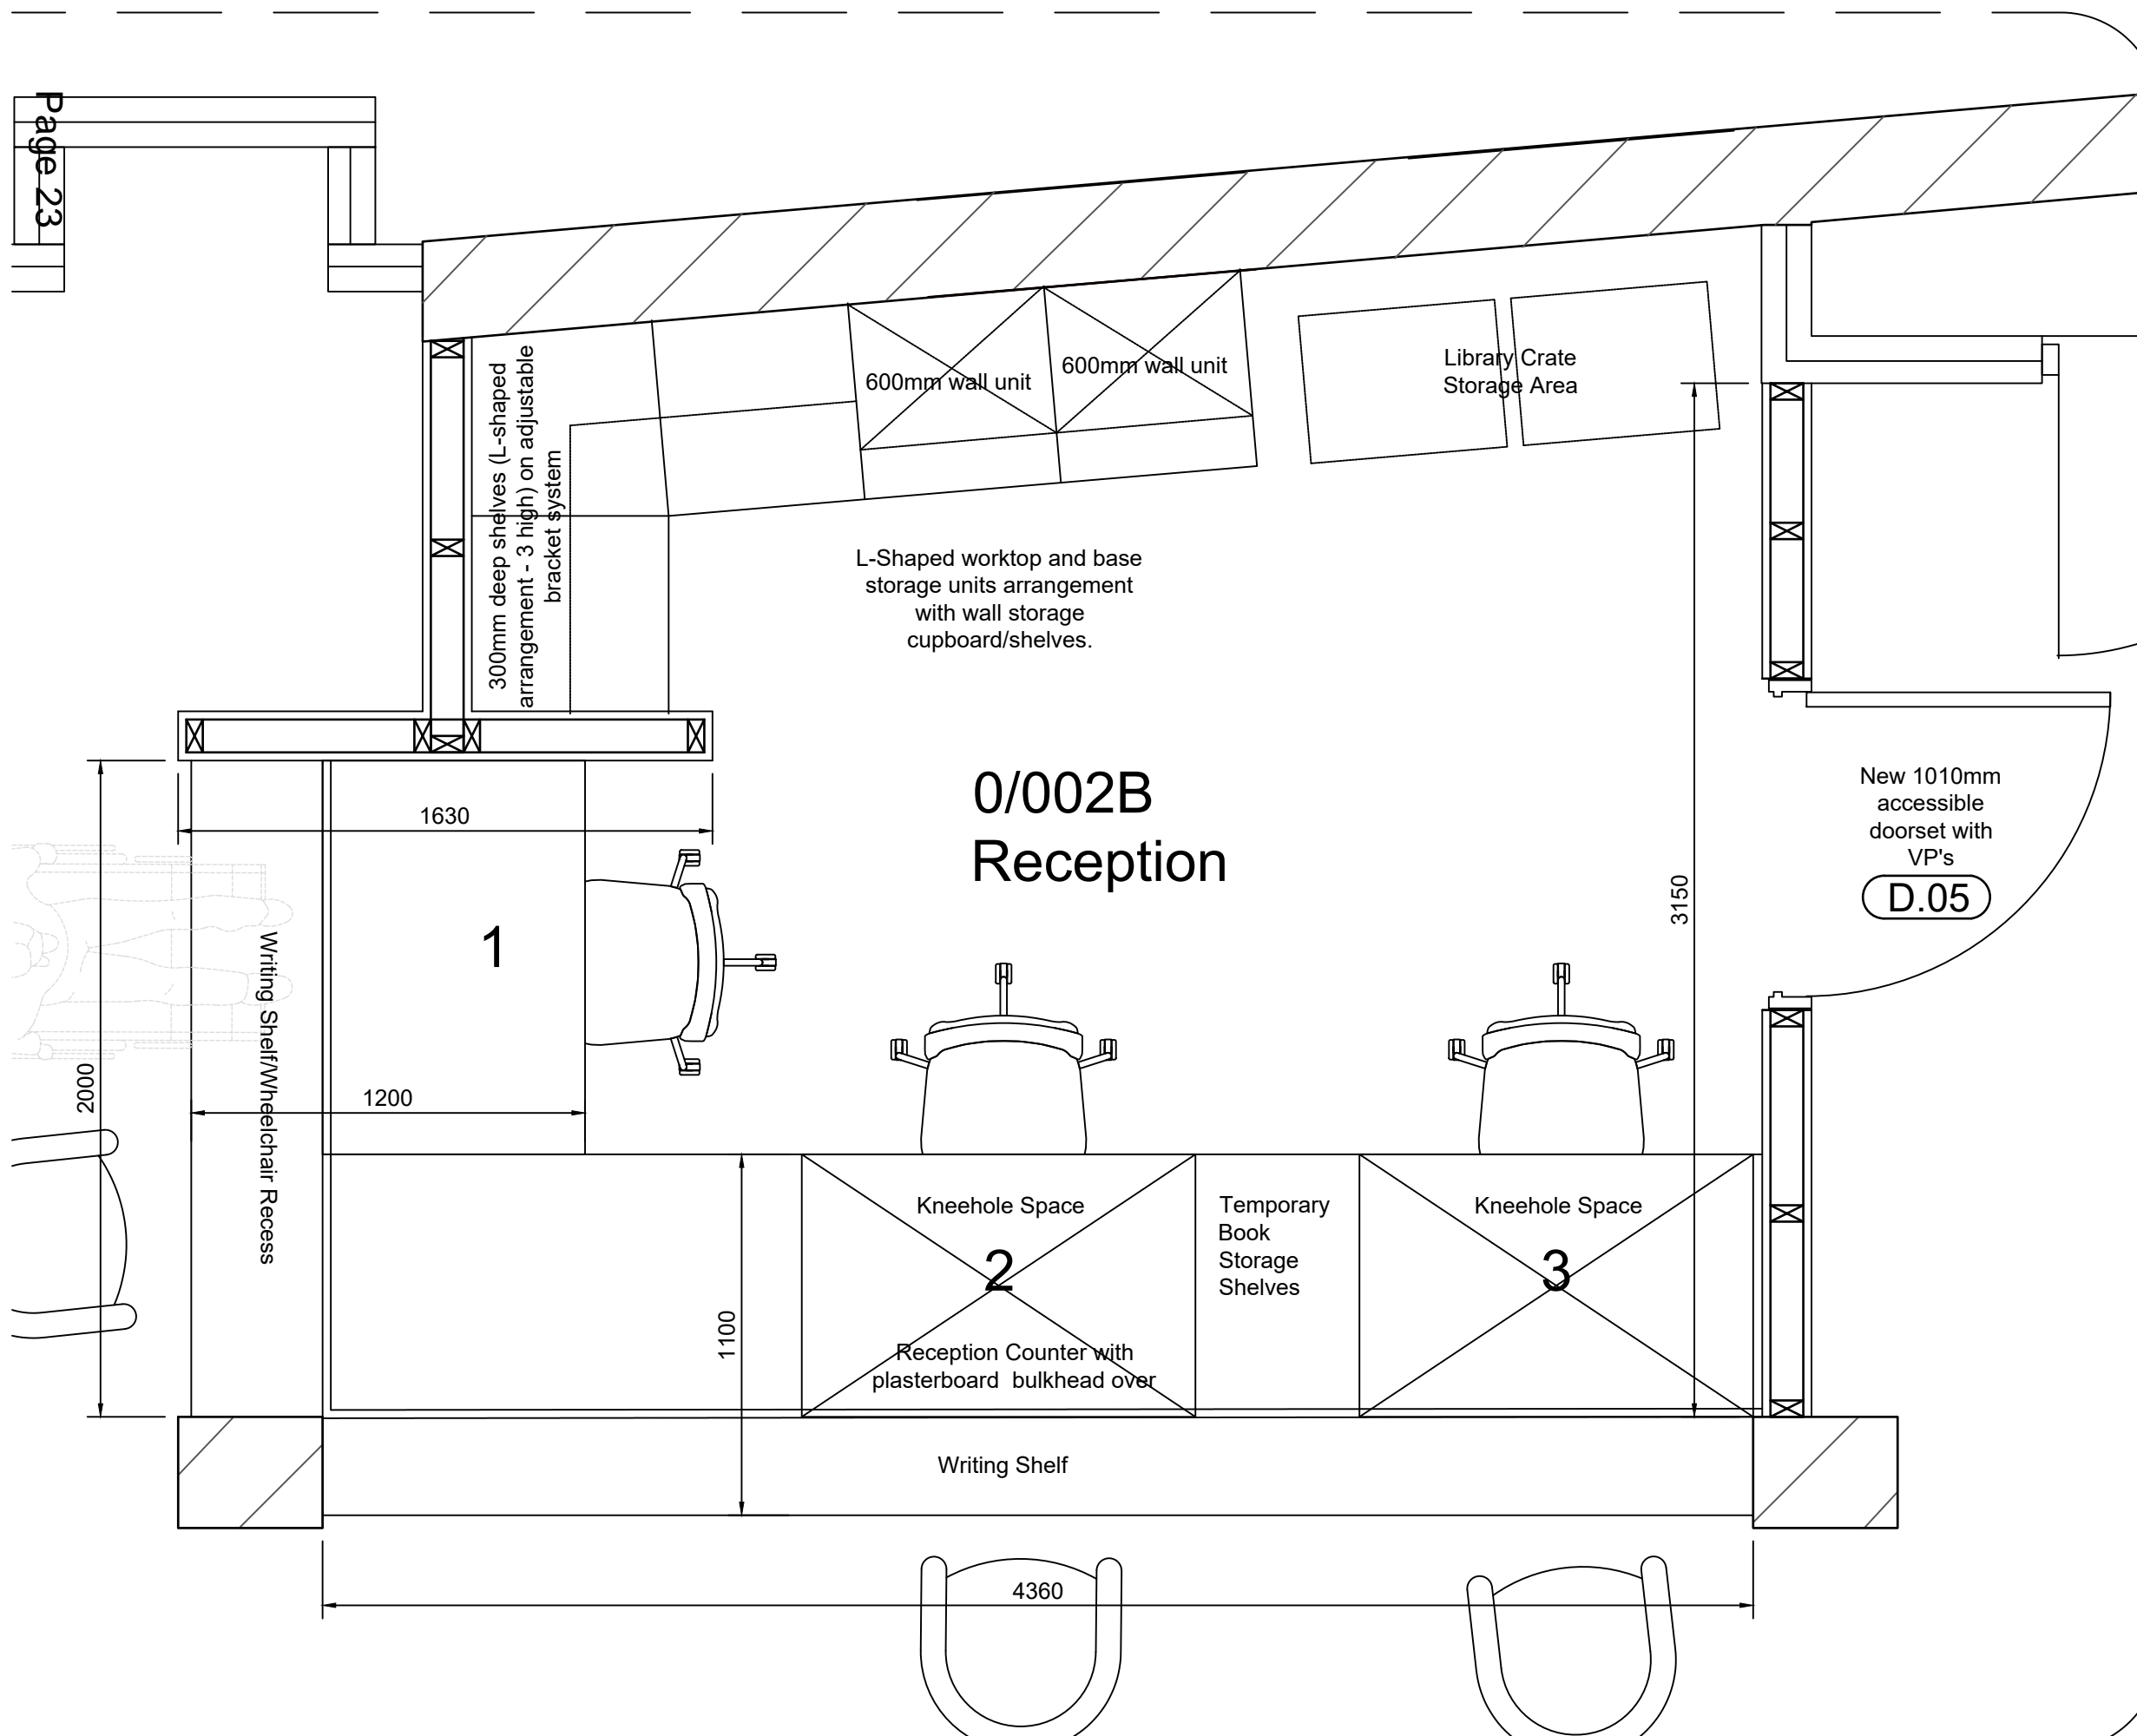 Page 23
600mm wall unit
600mm wall unit
Library Crate
Storage Area
300mm deep shelves (L-shaped
arrangement - 3 high) on adjustable
bracket system
L-Shaped worktop and base
storage units arrangement
with wall storage
cupboard/shelves.
0/002B
Reception
New 1010mm
accessible
doorset with
VP's
D.05
1630
3150
1
Writing Shelf/Wheelchair Recess
2000
1200
Kneehole Space
2
Reception Counter with
plasterboard  bulkhead over
Temporary
Book
Storage
Shelves
Kneehole Space
3
1100
Writing Shelf
4360